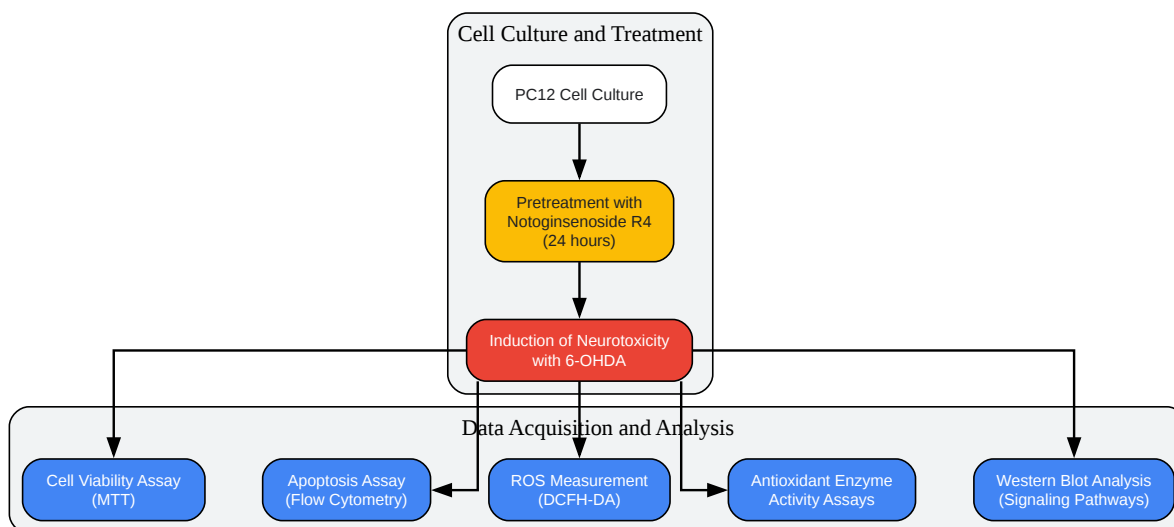 Cell Culture and Treatment
PC12 Cell Culture
Pretreatment with
Notoginsenoside R4
(24 hours)
Induction of Neurotoxicity
with 6-OHDA
Data Acquisition and Analysis
Cell Viability Assay
(MTT)
Apoptosis Assay
(Flow Cytometry)
ROS Measurement
(DCFH-DA)
Antioxidant Enzyme
Activity Assays
Western Blot Analysis
(Signaling Pathways)